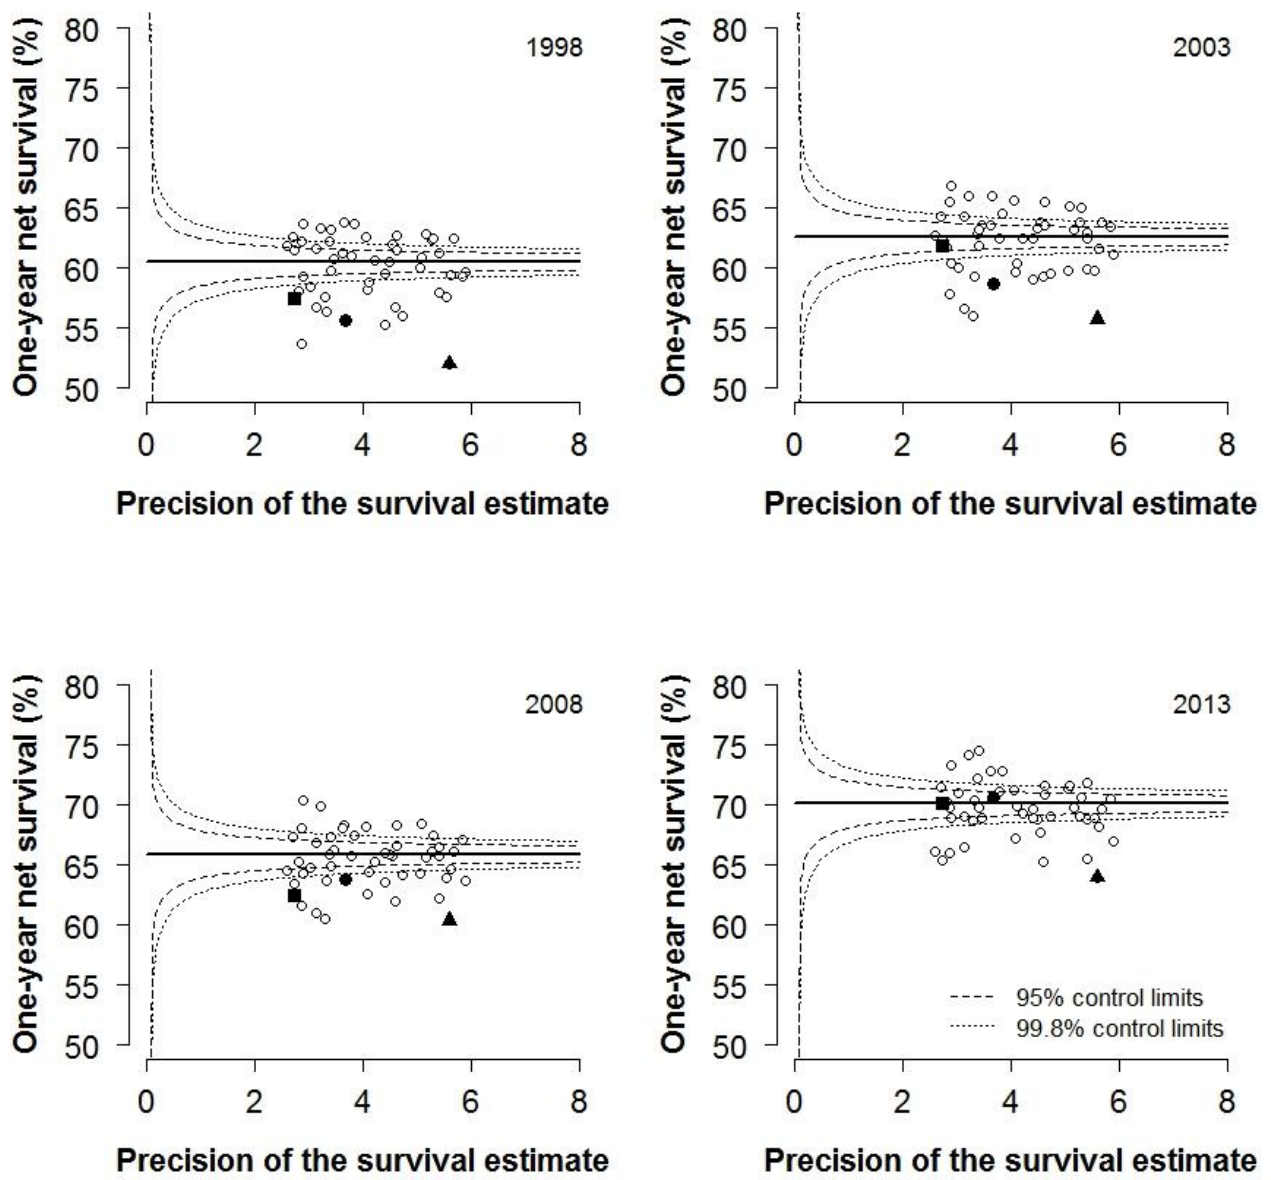 One-year net survival (%)
80
75
70
65
60
55
50
1998
0 2 4 6 8
Precision of the survival estimate
One-year net survival (%)
80
75
70
65
60
55
50
2003
0 2 4 6 8
Precision of the survival estimate
One-year net survival (%)
80
75
70
65
60
55
50
2008
0 2 4 6 8
Precision of the survival estimate
One-year net survival (%)
80
75
70
65
60
55
50
2013
95% control limits
99.8% control limits
0 2 4 6 8
Precision of the survival estimate